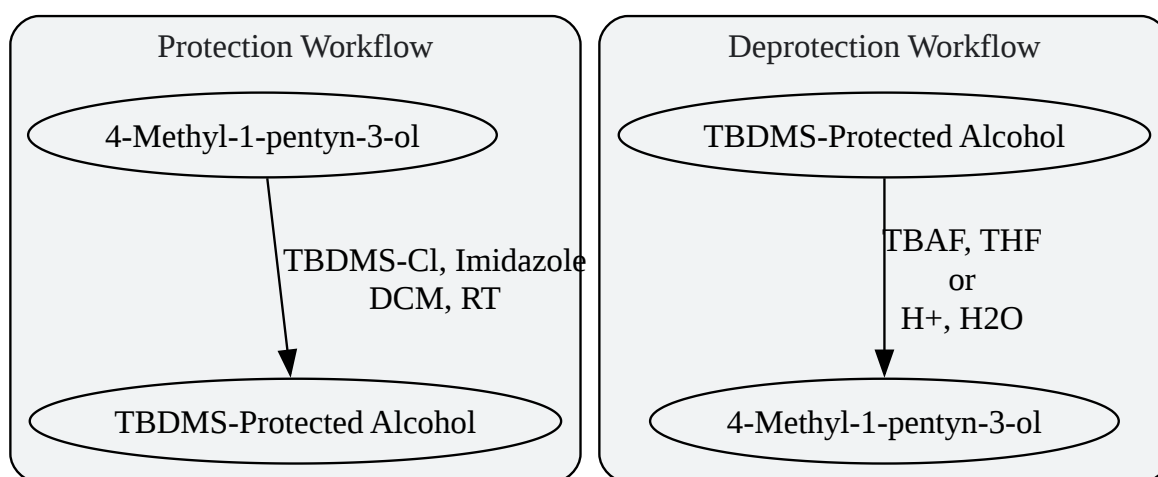 Protection Workflow
4-Methyl-1-pentyn-3-ol
TBDMS-Cl, Imidazole
DCM, RT
TBDMS-Protected Alcohol
Deprotection Workflow
TBDMS-Protected Alcohol
TBAF, THF
or
H+, H2O
4-Methyl-1-pentyn-3-ol